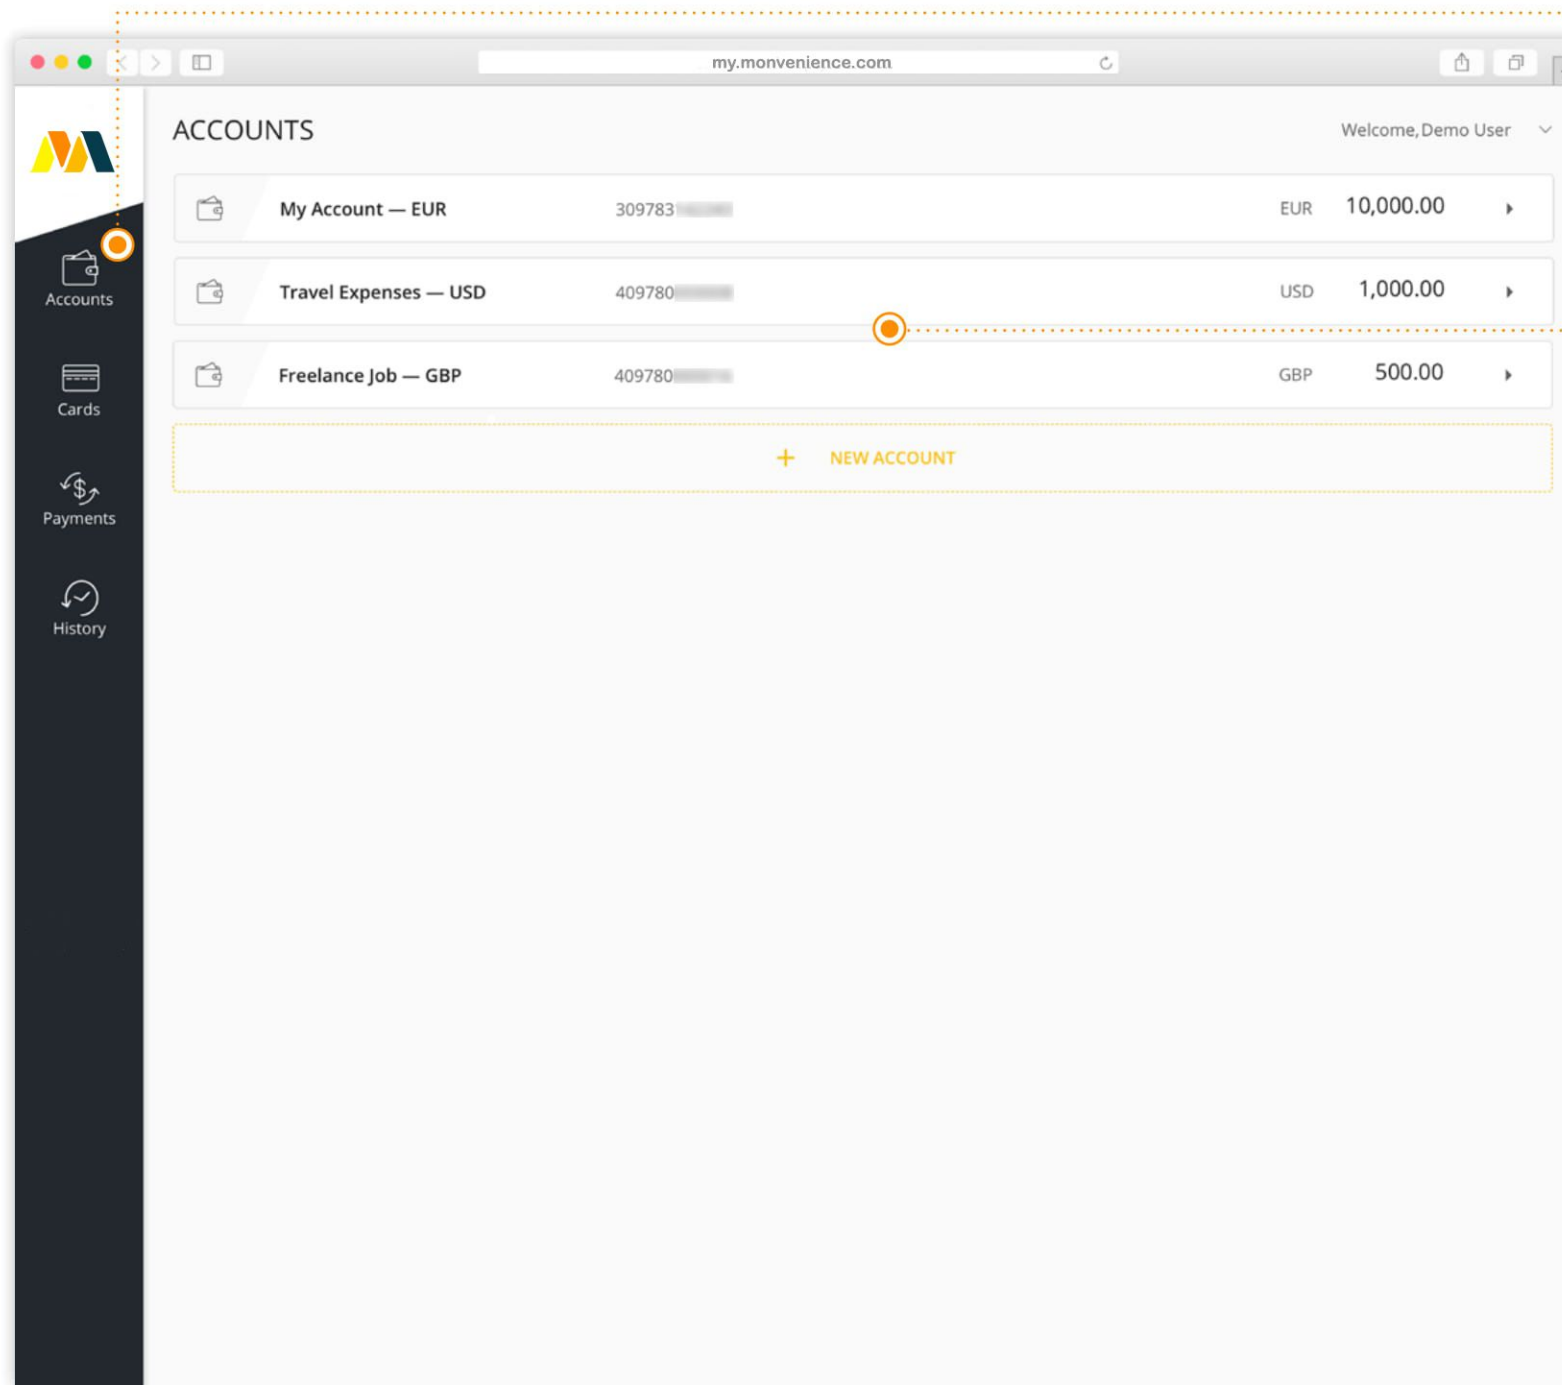 my.monvenience.com
ACCOUNTS
Welcome, Demo User
My Account — EUR 309783 EUR 10,000.00
Travel Expenses — USD 409780 USD 1,000.00
Freelance Job — GBP 409780 GBP 500.00
+ NEW ACCOUNT
Accounts
Cards
Payments
History